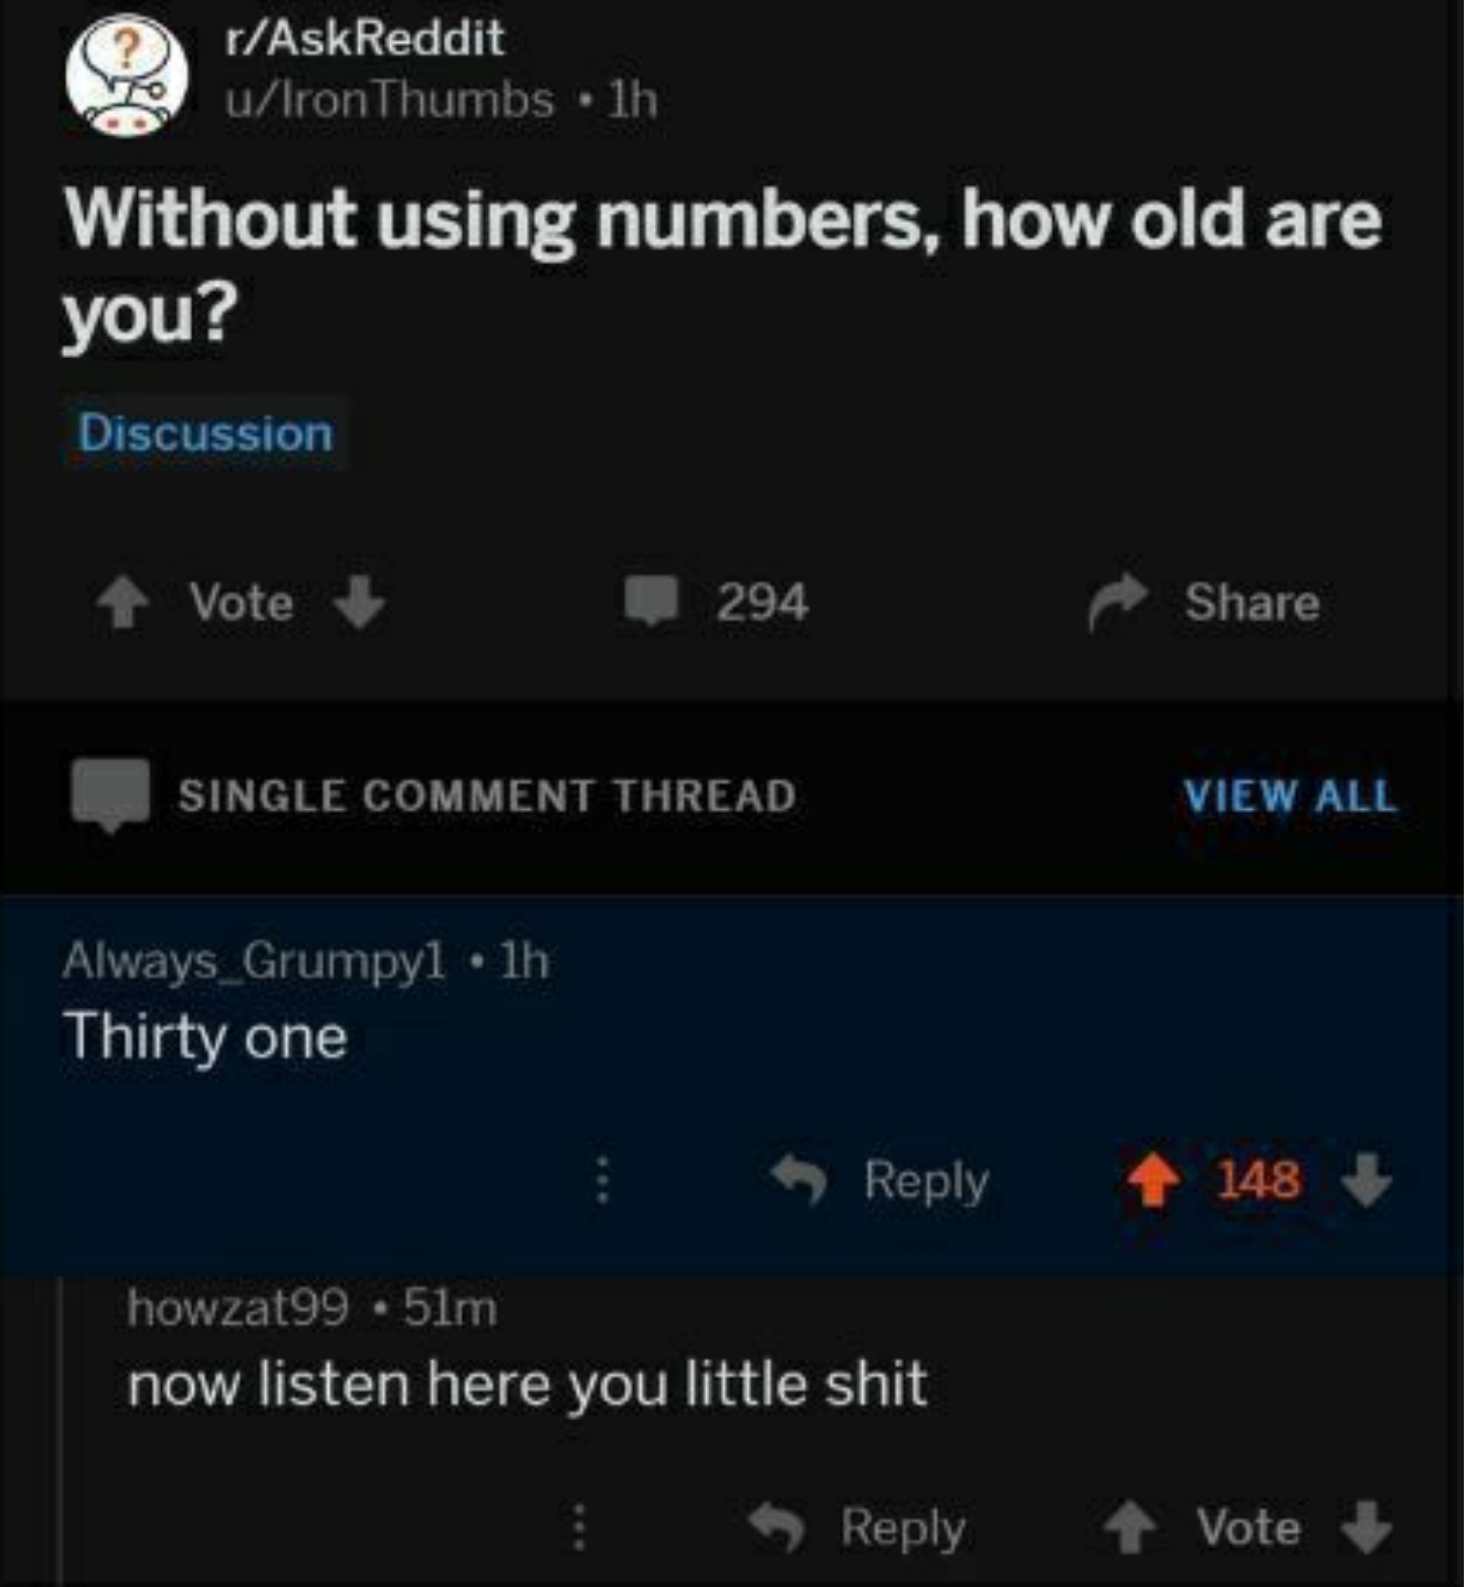 r/AskReddit
u/IronThumbs • 1h
Without using numbers, how old are
you?
Discussion
Vote 294 Share
SINGLE COMMENT THREAD VIEW ALL
Always_Grumpy1 • 1h
Thirty one
Reply 148
howzat99 • 51m
now listen here you little shit
Reply Vote